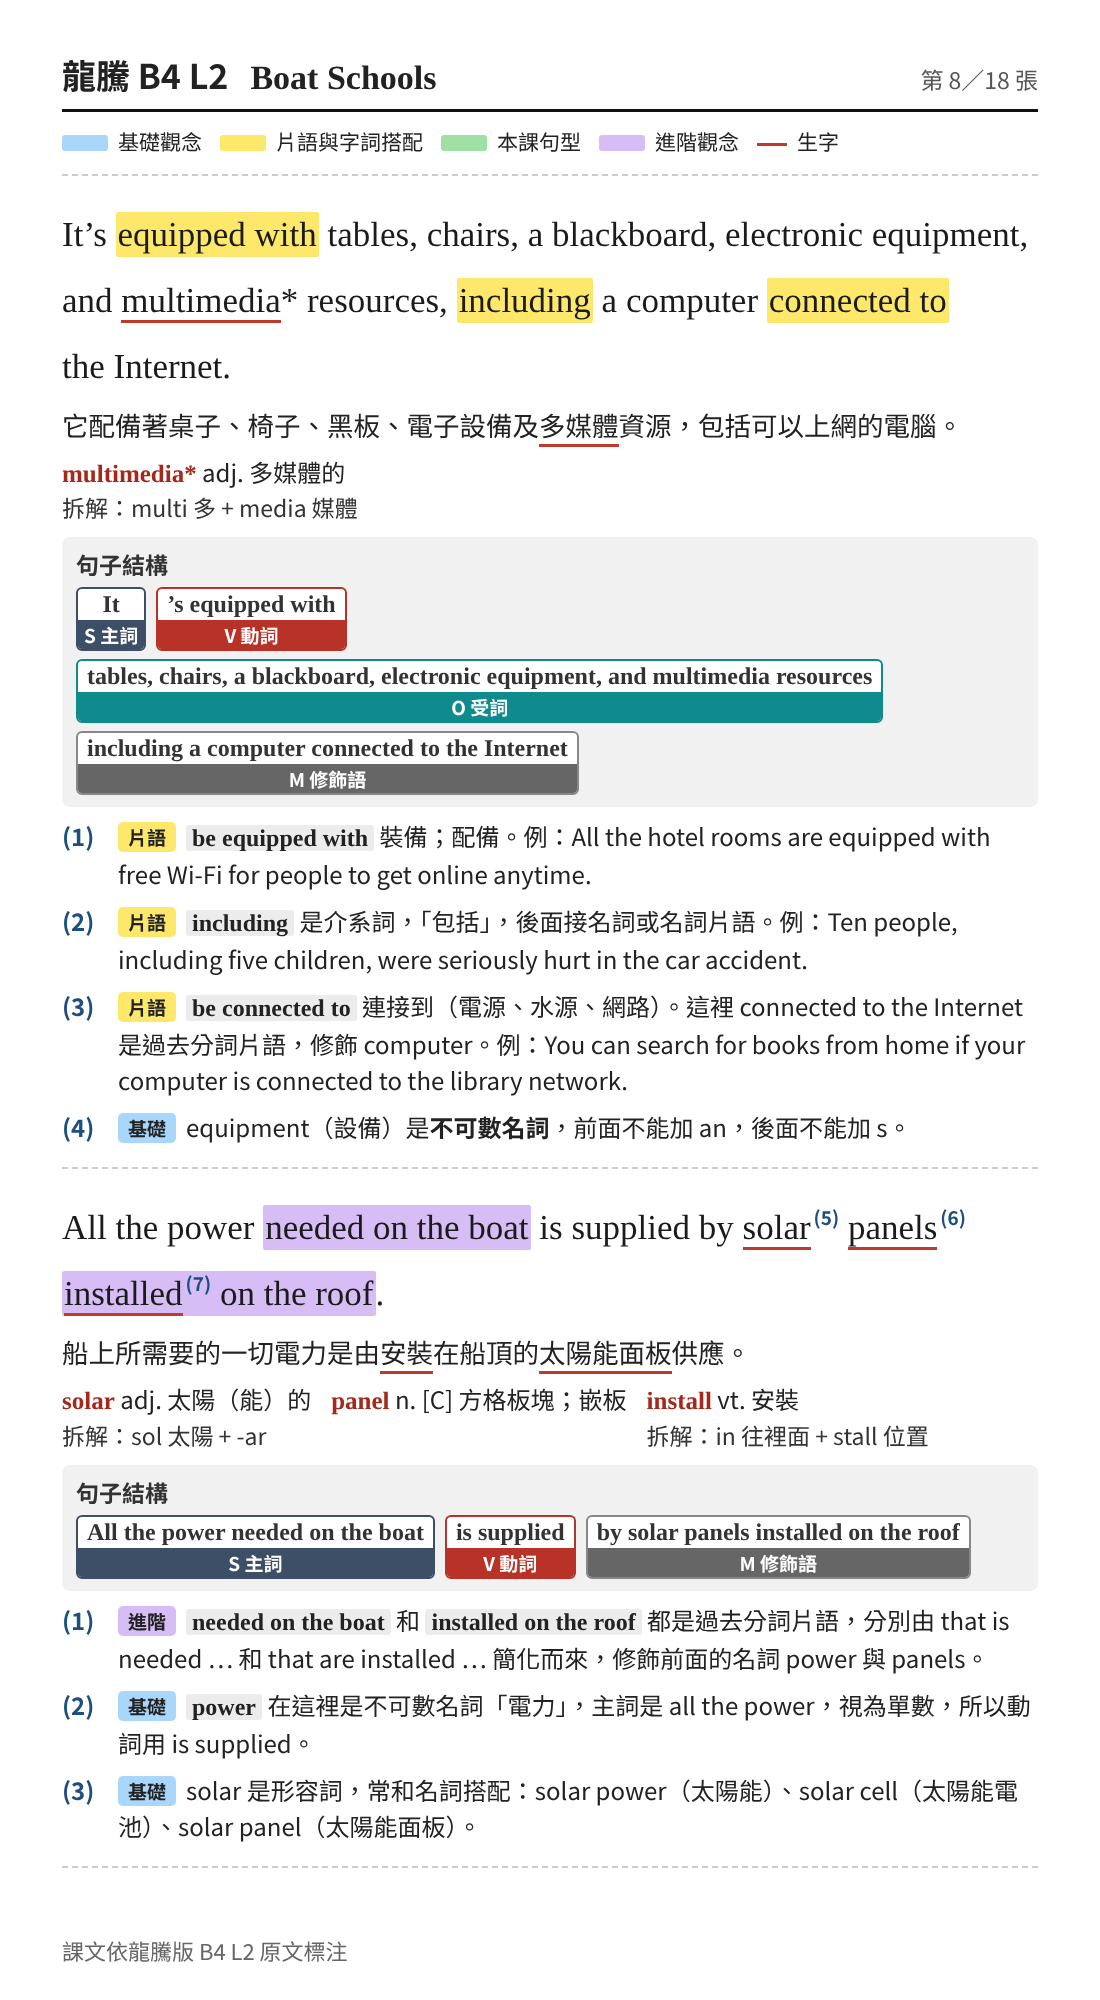 龍騰 B4 L2 Boat Schools 第 8／18 張
基礎觀念 片語與字詞搭配 本課句型 進階觀念 生字
It’s equipped with tables, chairs, a blackboard, electronic equipment,
and multimedia* resources, including a computer connected to
the Internet.
它配備著桌子、椅子、黑板、電子設備及多媒體資源，包括可以上網的電腦。
multimedia* adj. 多媒體的
拆解：multi 多 + media 媒體
句子結構
It ’s equipped with
S 主詞 V 動詞
tables, chairs, a blackboard, electronic equipment, and multimedia resources
O 受詞
including a computer connected to the Internet
M 修飾語
(1) 片語 be equipped with 裝備；配備。例：All the hotel rooms are equipped with
free Wi-Fi for people to get online anytime.
(2) 片語 including 是介系詞，「包括」，後面接名詞或名詞片語。例：Ten people,
including five children, were seriously hurt in the car accident.
(3) 片語 be connected to 連接到（電源、水源、網路）。這裡 connected to the Internet
是過去分詞片語，修飾 computer。例：You can search for books from home if your
computer is connected to the library network.
(4) 基礎 equipment（設備）是不可數名詞，前面不能加 an，後面不能加 s。
All the power needed on the boat is supplied by solar(5) panels(6)
installed(7) on the roof.
船上所需要的一切電力是由安裝在船頂的太陽能面板供應。
solar adj. 太陽（能）的 panel n. [C] 方格板塊；嵌板 install vt. 安裝
拆解：sol 太陽 + -ar 拆解：in 往裡面 + stall 位置
句子結構
All the power needed on the boat is supplied by solar panels installed on the roof
S 主詞 V 動詞 M 修飾語
(1) 進階 needed on the boat 和 installed on the roof 都是過去分詞片語，分別由 that is
needed … 和 that are installed … 簡化而來，修飾前面的名詞 power 與 panels。
(2) 基礎 power 在這裡是不可數名詞「電力」，主詞是 all the power，視為單數，所以動
詞用 is supplied。
(3) 基礎 solar 是形容詞，常和名詞搭配：solar power（太陽能）、solar cell（太陽能電
池）、solar panel（太陽能面板）。
課文依龍騰版 B4 L2 原文標注